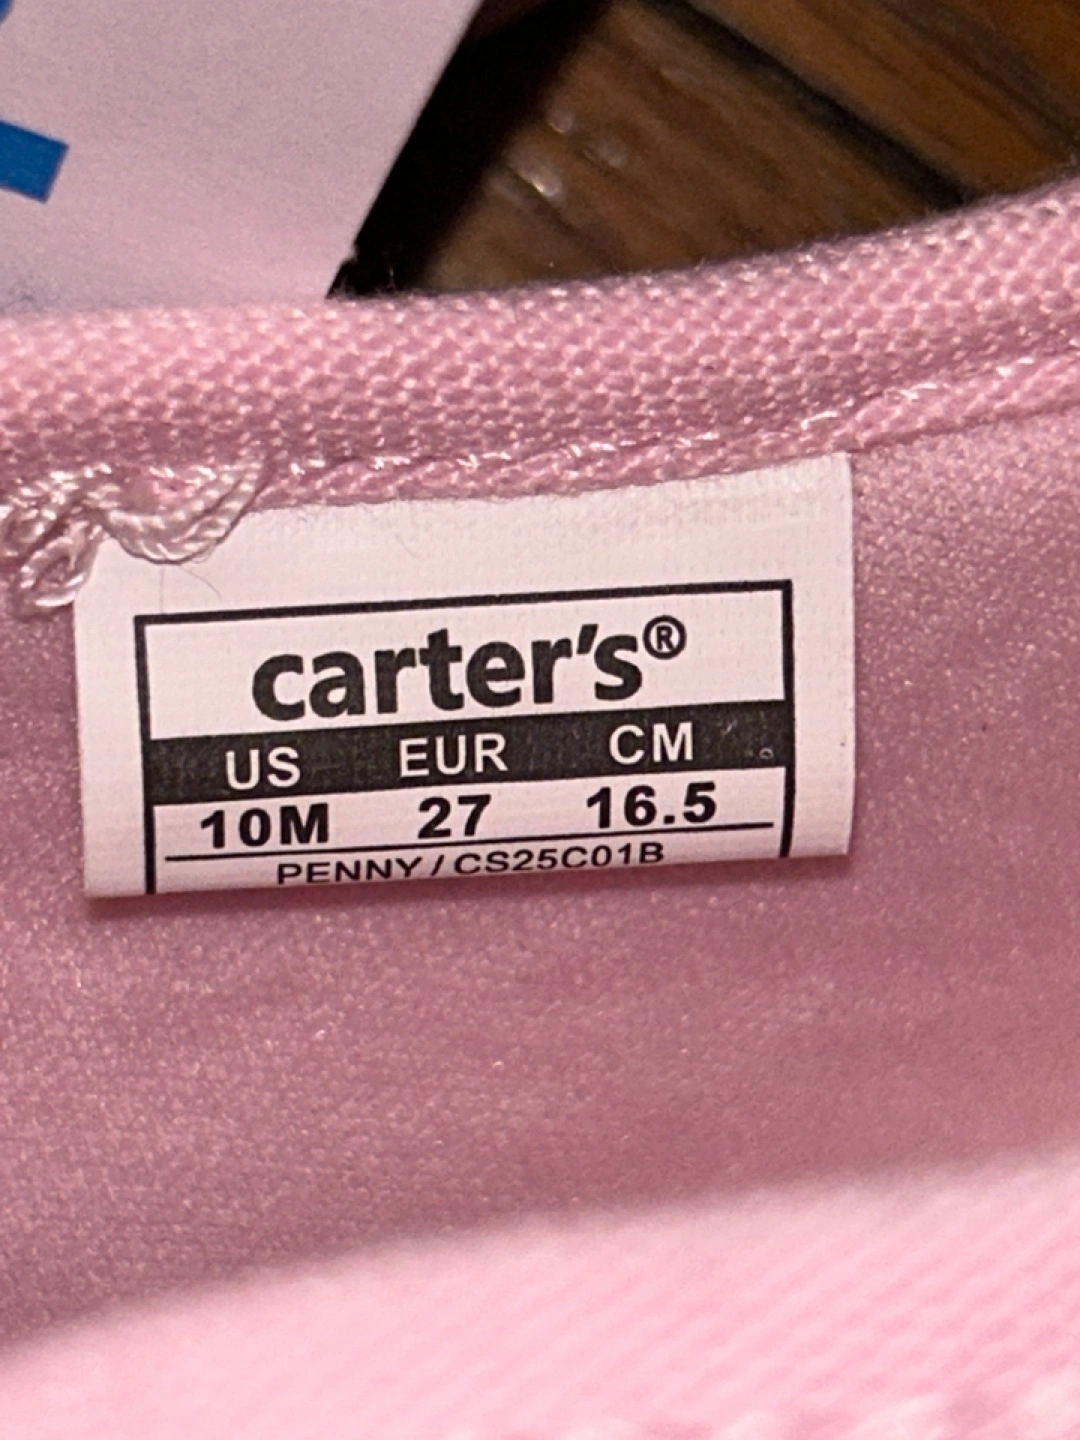 carter's®
US EUR CM
10M 27 16.5
PENNY / CS25C01B